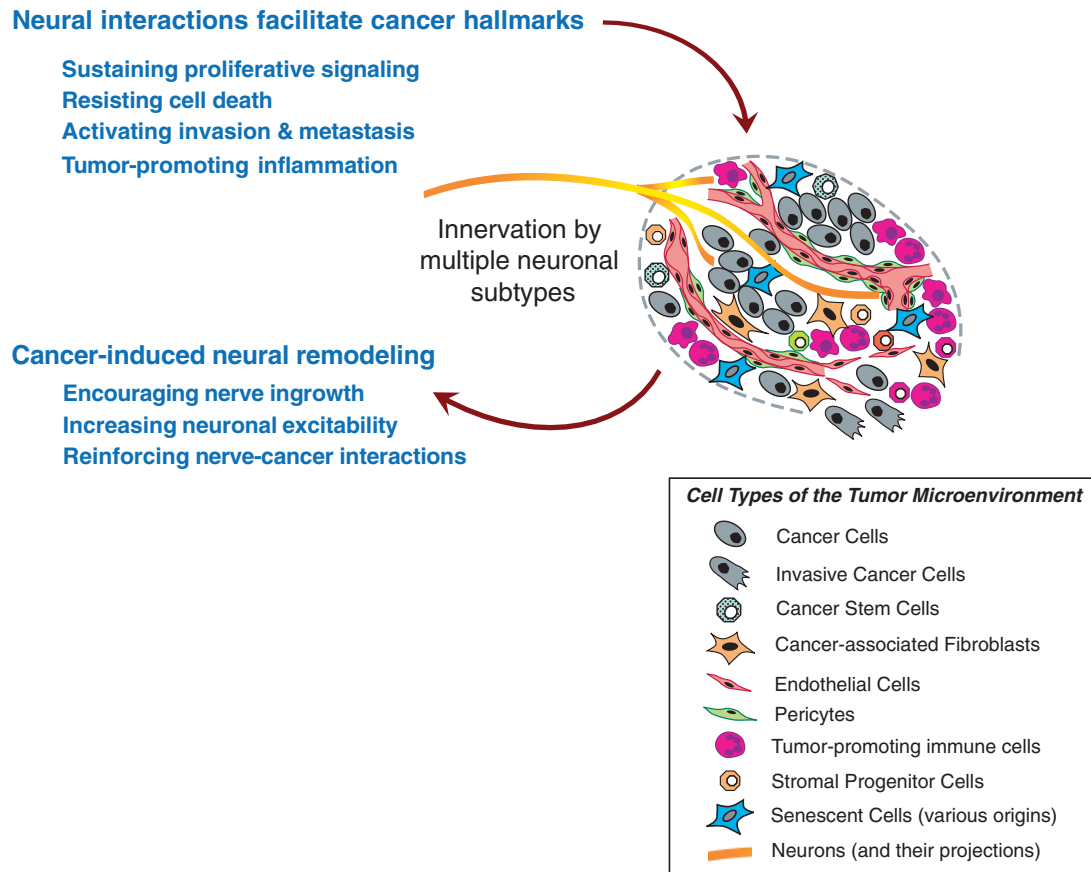 Neural interactions facilitate cancer hallmarks
Sustaining proliferative signaling
Resisting cell death
Activating invasion & metastasis
Tumor-promoting inflammation
Innervation by
multiple neuronal
subtypes
Cancer-induced neural remodeling
Encouraging nerve ingrowth
Increasing neuronal excitability
Reinforcing nerve-cancer interactions
Cell Types of the Tumor Microenvironment
Cancer Cells
Invasive Cancer Cells
Cancer Stem Cells
Cancer-associated Fibroblasts
Endothelial Cells
Pericytes
Tumor-promoting immune cells
Stromal Progenitor Cells
Senescent Cells (various origins)
Neurons (and their projections)